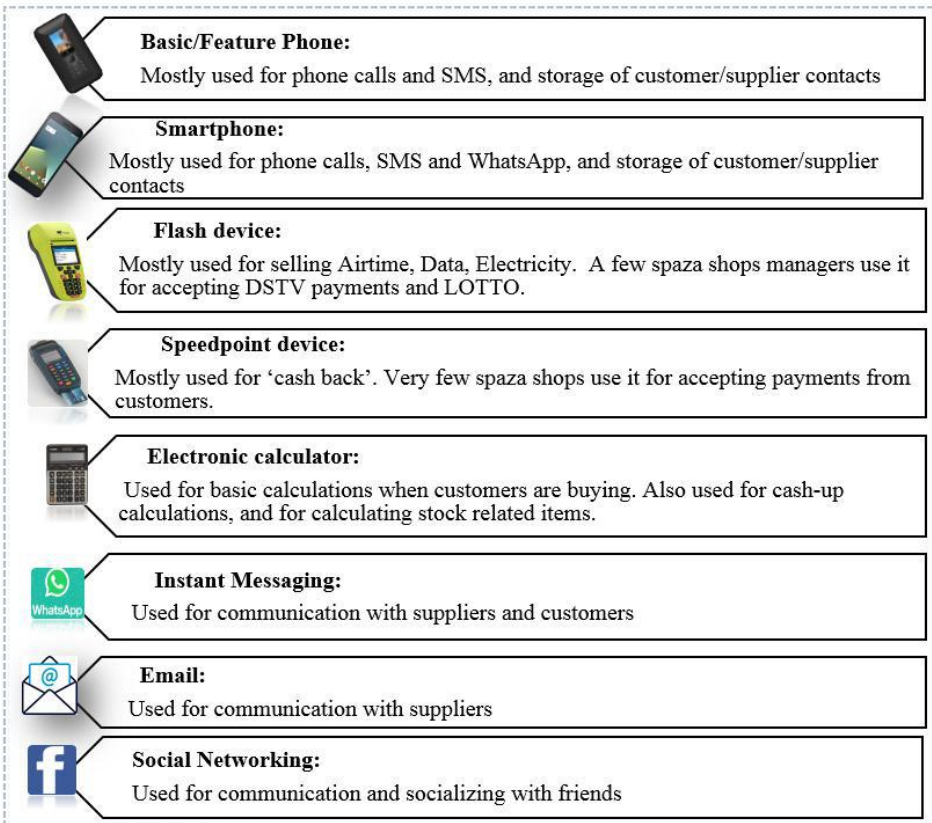 Basic/Feature Phone:
Mostly used for phone calls and SMS, and storage of customer/supplier contacts
Smartphone:
Mostly used for phone calls, SMS and WhatsApp, and storage of customer/supplier
contacts
Flash device:
Mostly used for selling Airtime, Data, Electricity. A few spaza shops managers use it
for accepting DSTV payments and LOTTO.
Speedpoint device:
Mostly used for ‘cash back’. Very few spaza shops use it for accepting payments from
customers.
Electronic calculator:
Used for basic calculations when customers are buying. Also used for cash-up
calculations, and for calculating stock related items.
Instant Messaging:
WhatsApp
Used for communication with suppliers and customers
@
Email:
Used for communication with suppliers
f
Social Networking:
Used for communication and socializing with friends